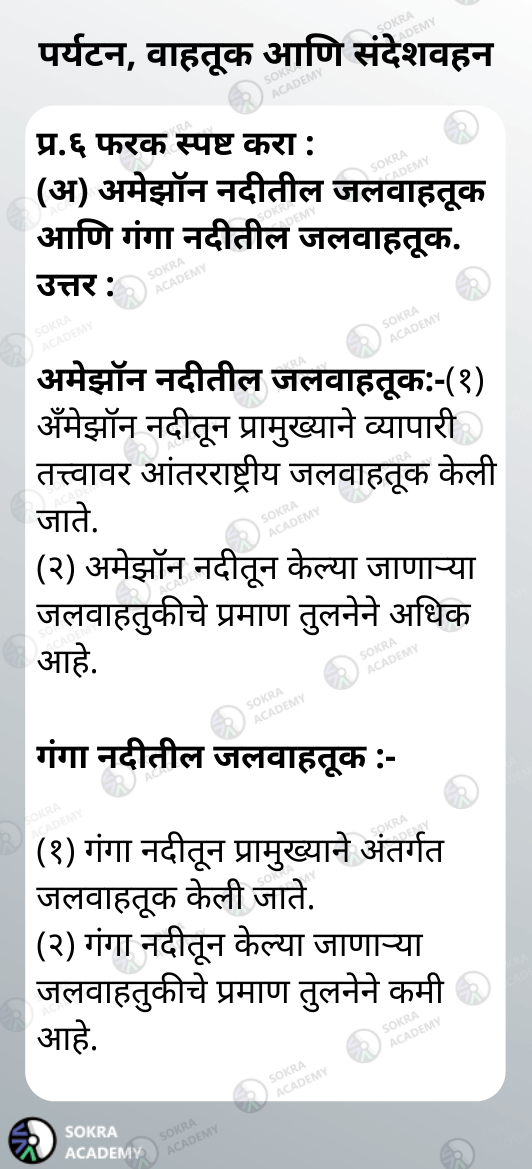 पर्यटन, वाहतूक आणि संदेशवहन
प्र.६ फरक स्पष्ट करा :
(अ) अमेझॉन नदीतील जलवाहतूक
आणि गंगा नदीतील जलवाहतूक.
उत्तर :
अमेझॉन नदीतील जलवाहतूक:-(१)
अँमेझॉन नदीतून प्रामुख्याने व्यापारी
तत्त्वावर आंतरराष्ट्रीय जलवाहतूक केली
जाते.
(२) अमेझॉन नदीतून केल्या जाणाऱ्या
जलवाहतुकीचे प्रमाण तुलनेने अधिक
आहे.
गंगा नदीतील जलवाहतूक :-
(१) गंगा नदीतून प्रामुख्याने अंतर्गत
जलवाहतूक केली जाते.
(२) गंगा नदीतून केल्या जाणाऱ्या
जलवाहतुकीचे प्रमाण तुलनेने कमी
आहे.
SOKRA
ACADEMY